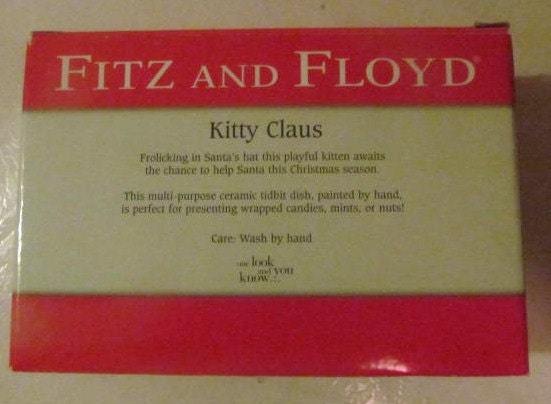 FITZ AND FLOYD®
Kitty Claus
Frolicking in Santa's hat this playful kitten awaits
the chance to help Santa this Christmas season.
This multi-purpose ceramic tidbit dish, painted by hand,
is perfect for presenting wrapped candies, mints, or nuts!
Care: Wash by hand
one look
and you
know...